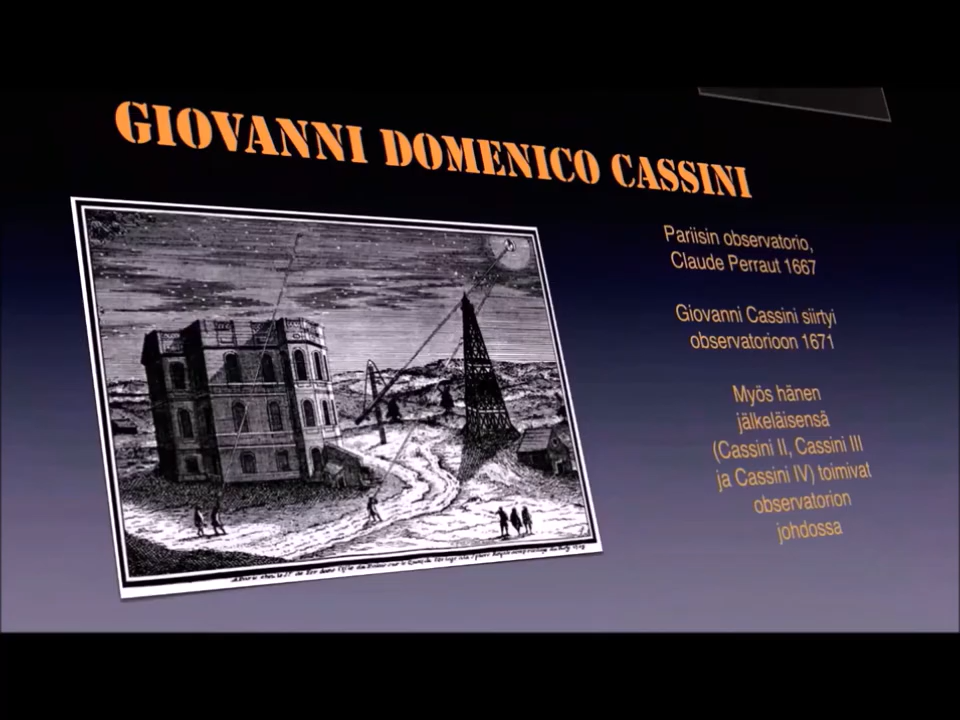 GIOVANNI DOMENICO CASSINI
Pariisin observatorio,
Claude Perraut 1667
Giovanni Cassini siirtyi
observatorioon 1671
Myös hänen
jälkeläisensä
(Cassini II, Cassini III
ja Cassini IV) toimivat
observatorion
johdossa